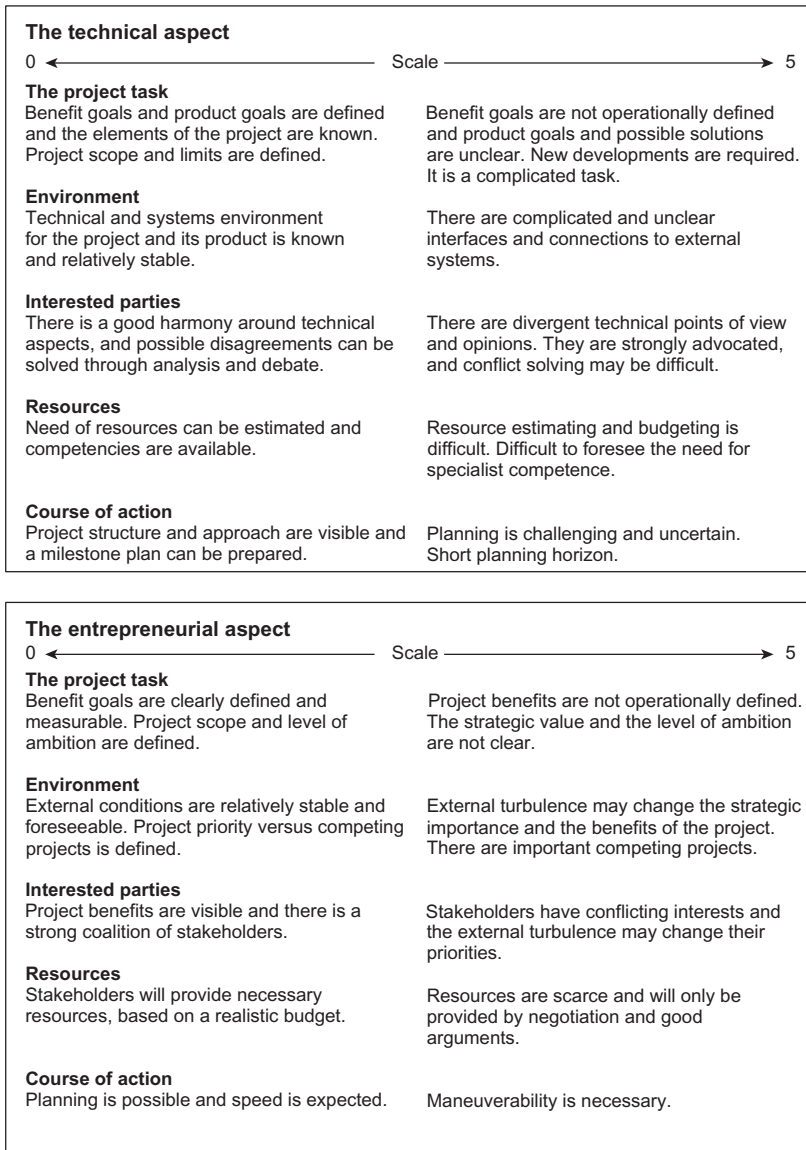 The technical aspect
0 Scale 5
The project task
Benefit goals and product goals are defined
and the elements of the project are known.
Project scope and limits are defined.
Benefit goals are not operationally defined
and product goals and possible solutions
are unclear. New developments are required.
It is a complicated task.
Environment
Technical and systems environment
for the project and its product is known
and relatively stable.
There are complicated and unclear
interfaces and connections to external
systems.
Interested parties
There is a good harmony around technical
aspects, and possible disagreements can be
solved through analysis and debate.
There are divergent technical points of view
and opinions. They are strongly advocated,
and conflict solving may be difficult.
Resources
Need of resources can be estimated and
competencies are available.
Resource estimating and budgeting is
difficult. Difficult to foresee the need for
specialist competence.
Course of action
Project structure and approach are visible and
a milestone plan can be prepared.
Planning is challenging and uncertain.
Short planning horizon.
The entrepreneurial aspect
0 Scale 5
The project task
Benefit goals are clearly defined and
measurable. Project scope and level of
ambition are defined.
Project benefits are not operationally defined.
The strategic value and the level of ambition
are not clear.
Environment
External conditions are relatively stable and
foreseeable. Project priority versus competing
projects is defined.
External turbulence may change the strategic
importance and the benefits of the project.
There are important competing projects.
Interested parties
Project benefits are visible and there is a
strong coalition of stakeholders.
Stakeholders have conflicting interests and
the external turbulence may change their
priorities.
Resources
Stakeholders will provide necessary
resources, based on a realistic budget.
Resources are scarce and will only be
provided by negotiation and good
arguments.
Course of action
Planning is possible and speed is expected.
Maneuverability is necessary.